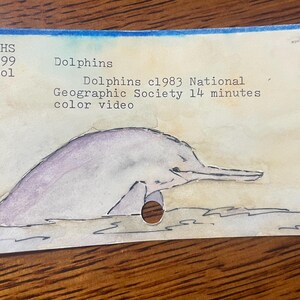 HS
99
ol
Dolphins
Dolphins c1983 National
Geographic Society 14 minutes
color video